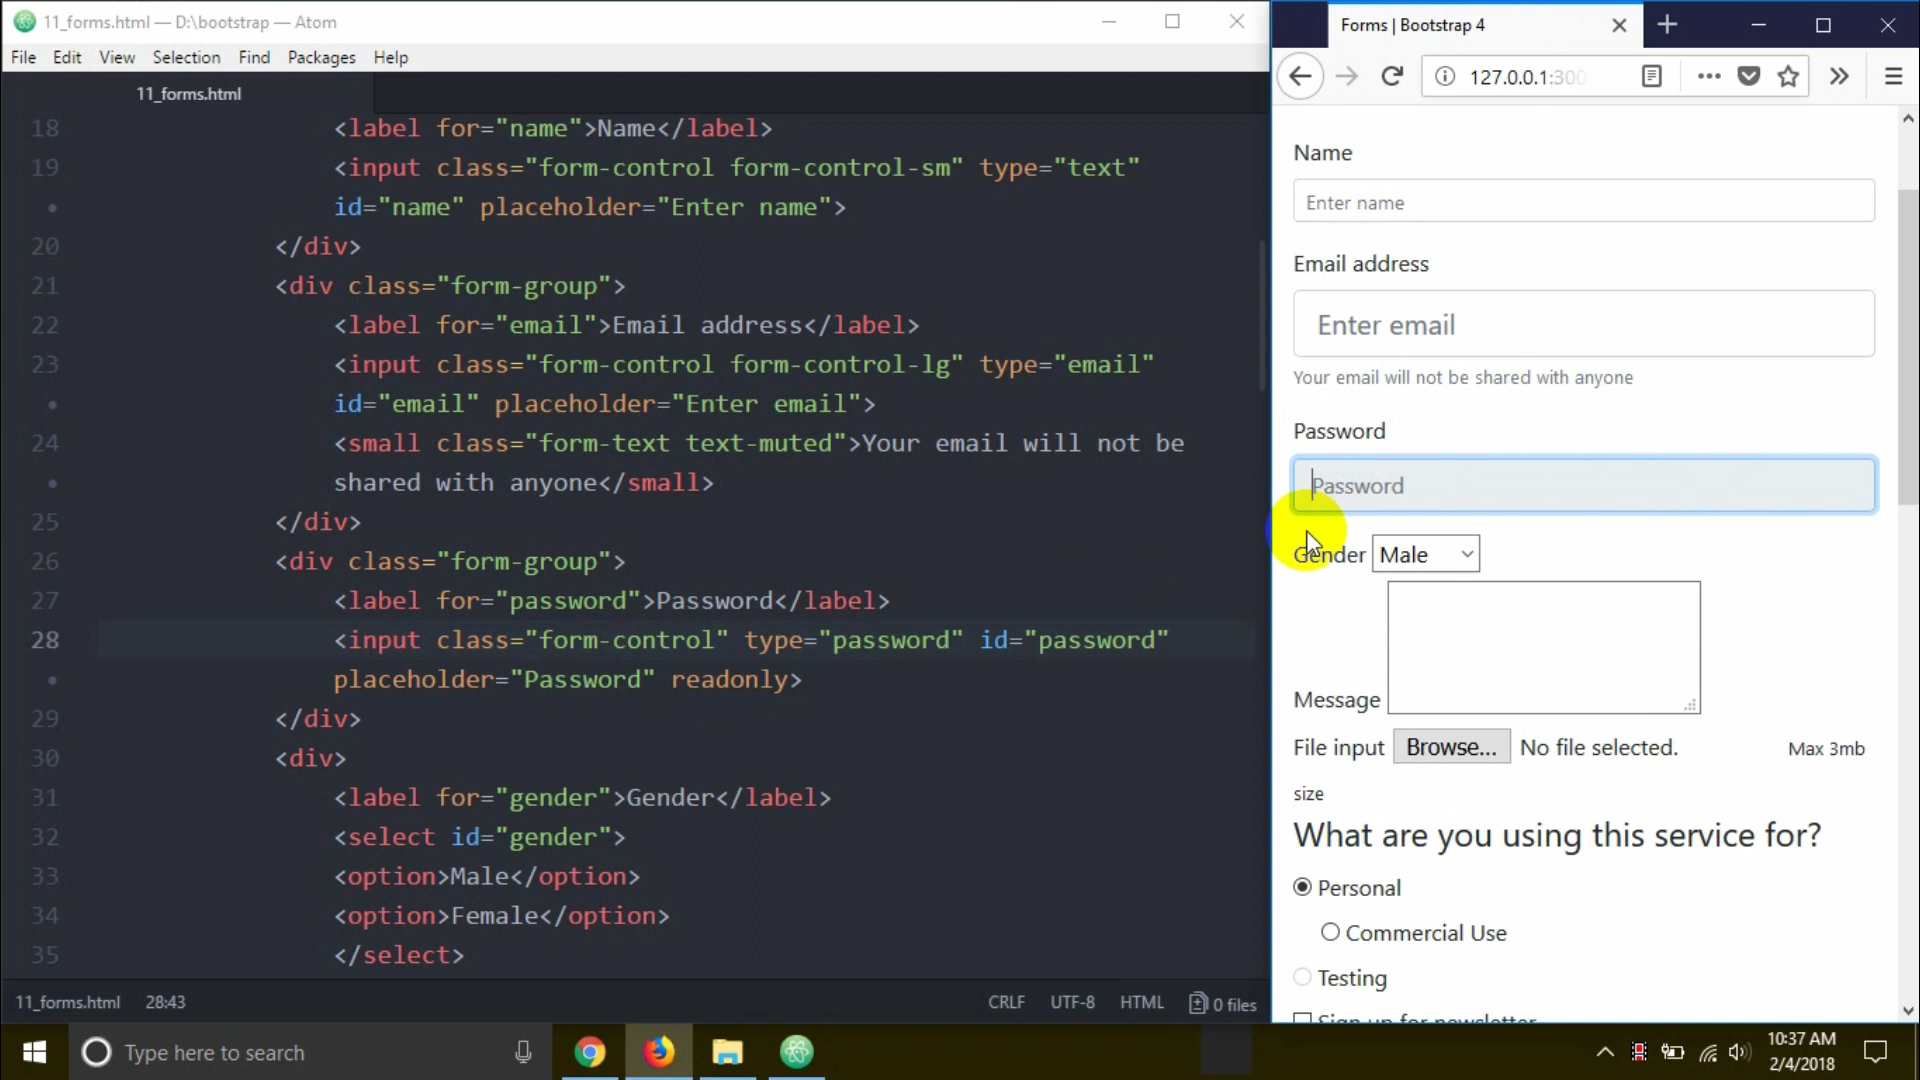 11_forms.html — D:\bootstrap — Atom
File Edit View Selection Find Packages Help
11_forms.html
18 <label for="name">Name</label>
19 <input class="form-control form-control-sm" type="text"
id="name" placeholder="Enter name">
20 </div>
21 <div class="form-group">
22 <label for="email">Email address</label>
23 <input class="form-control form-control-lg" type="email"
id="email" placeholder="Enter email">
24 <small class="form-text text-muted">Your email will not be
shared with anyone</small>
25 </div>
26 <div class="form-group">
27 <label for="password">Password</label>
28 <input class="form-control" type="password" id="password"
placeholder="Password" readonly>
29 </div>
30 <div>
31 <label for="gender">Gender</label>
32 <select id="gender">
33 <option>Male</option>
34 <option>Female</option>
35 </select>
11_forms.html 28:43 CRLF UTF-8 HTML 0 files
Forms | Bootstrap 4
127.0.0.1:300
Name
Enter name
Email address
Enter email
Your email will not be shared with anyone
Password
Password
Gender Male
Message
File input Browse... No file selected. Max 3mb
size
What are you using this service for?
Personal
Commercial Use
Testing
Sign up for newsletter
Type here to search
10:37 AM
2/4/2018